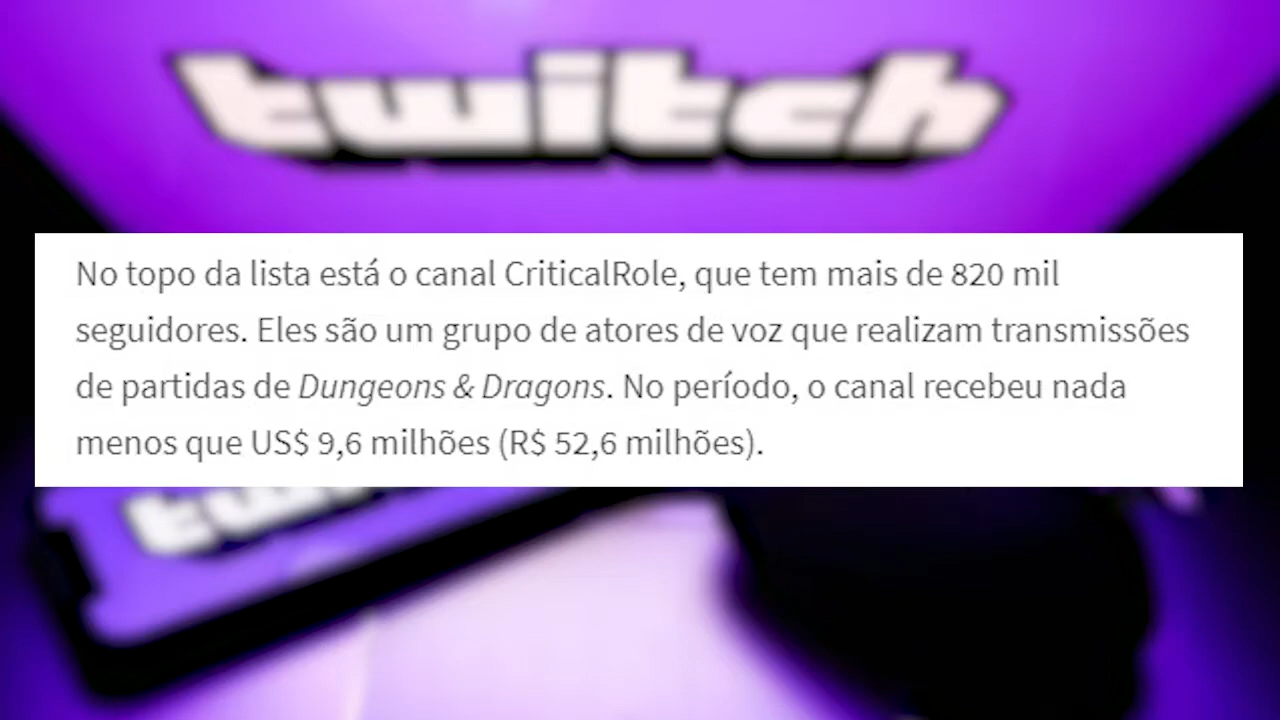 twitch
No topo da lista está o canal CriticalRole, que tem mais de 820 mil
seguidores. Eles são um grupo de atores de voz que realizam transmissões
de partidas de Dungeons & Dragons. No período, o canal recebeu nada
menos que US$ 9,6 milhões (R$ 52,6 milhões).